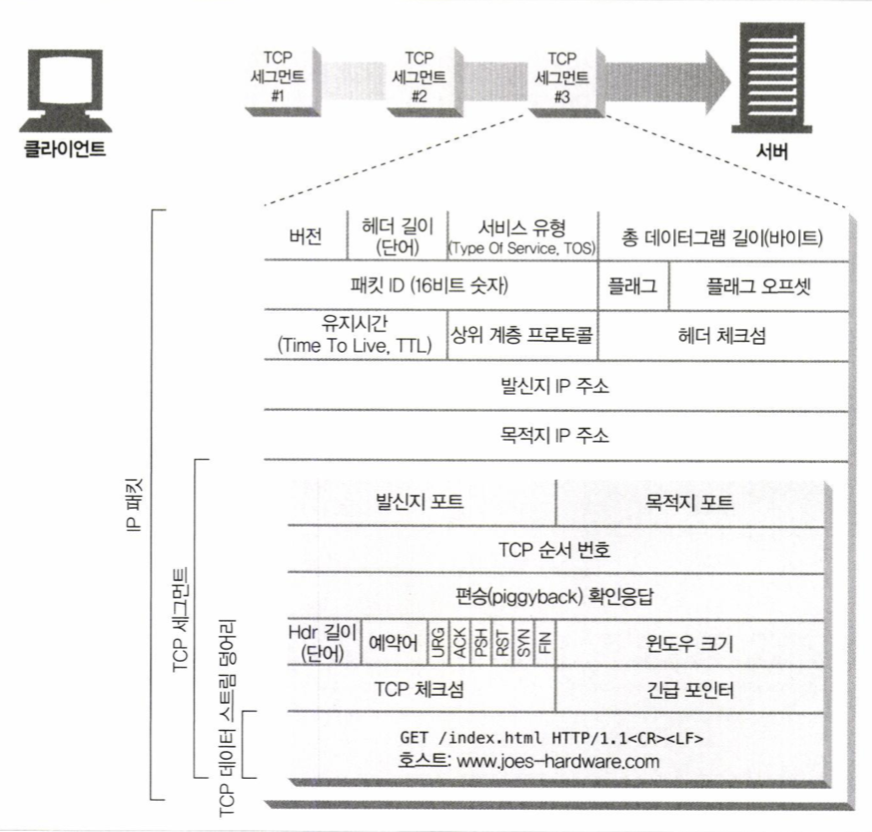 TCP
세그먼트
#1
TCP
세그먼트
#2
TCP
세그먼트
#3
클라이언트
서버
버전
헤더 길이
(단어)
서비스 유형
(Type Of Service, TOS)
총 데이터그램 길이(바이트)
패킷 ID (16비트 숫자)
플래그
플래그 오프셋
유지시간
(Time To Live, TTL)
상위 계층 프로토콜
헤더 체크섬
발신지 IP 주소
목적지 IP 주소
IP 패킷
TCP 세그먼트
발신지 포트
목적지 포트
TCP 순서 번호
편승(piggyback) 확인응답
Hdr 길이
(단어)
예약어
URG
ACK
PSH
RST
SYN
FIN
윈도우 크기
TCP 체크섬
긴급 포인터
TCP 데이터 스트림 덩어리
GET /index.html HTTP/1.1<CR><LF>
호스트: www.joes-hardware.com